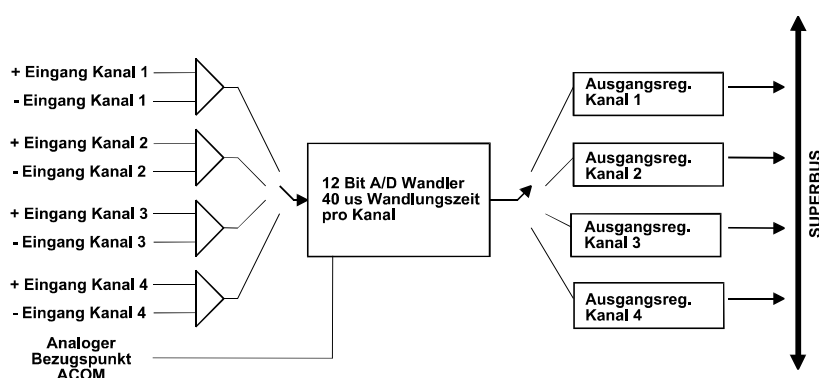 + Eingang Kanal 1
- Eingang Kanal 1
+ Eingang Kanal 2
- Eingang Kanal 2
+ Eingang Kanal 3
- Eingang Kanal 3
+ Eingang Kanal 4
- Eingang Kanal 4
Analoger
Bezugspunkt
ACOM
12 Bit A/D Wandler
40 us Wandlungszeit
pro Kanal
Ausgangsreg.
Kanal 1
Ausgangsreg.
Kanal 2
Ausgangsreg.
Kanal 3
Ausgangsreg.
Kanal 4
SUPERBUS